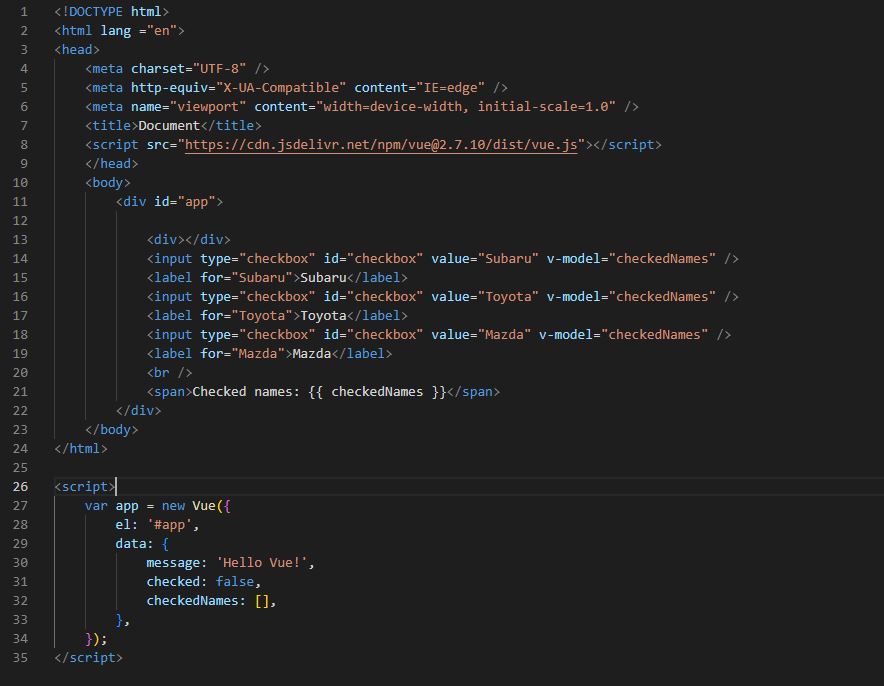 1 <!DOCTYPE html>
2 <html lang ="en">
3 <head>
4     <meta charset="UTF-8" />
5     <meta http-equiv="X-UA-Compatible" content="IE=edge" />
6     <meta name="viewport" content="width=device-width, initial-scale=1.0" />
7     <title>Document</title>
8     <script src="https://cdn.jsdelivr.net/npm/vue@2.7.10/dist/vue.js"></script>
9     </head>
10     <body>
11         <div id="app">
12
13             <div></div>
14             <input type="checkbox" id="checkbox" value="Subaru" v-model="checkedNames" />
15             <label for="Subaru">Subaru</label>
16             <input type="checkbox" id="checkbox" value="Toyota" v-model="checkedNames" />
17             <label for="Toyota">Toyota</label>
18             <input type="checkbox" id="checkbox" value="Mazda" v-model="checkedNames" />
19             <label for="Mazda">Mazda</label>
20             <br />
21             <span>Checked names: {{ checkedNames }}</span>
22         </div>
23     </body>
24 </html>
25
26 <script>
27     var app = new Vue({
28         el: '#app',
29         data: {
30             message: 'Hello Vue!',
31             checked: false,
32             checkedNames: [],
33         },
34     });
35 </script>